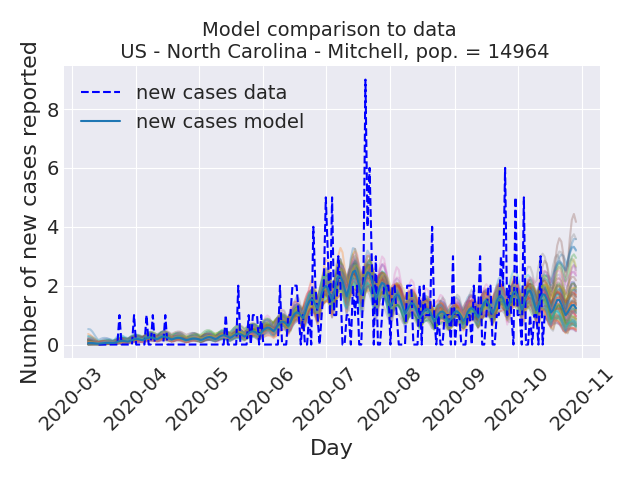 Model comparison to data
US - North Carolina - Mitchell, pop. = 14964
Number of new cases reported
8
6
4
2
0
new cases data
new cases model
2020-03
2020-04
2020-05
2020-06
2020-07
2020-08
2020-09
2020-10
2020-11
Day